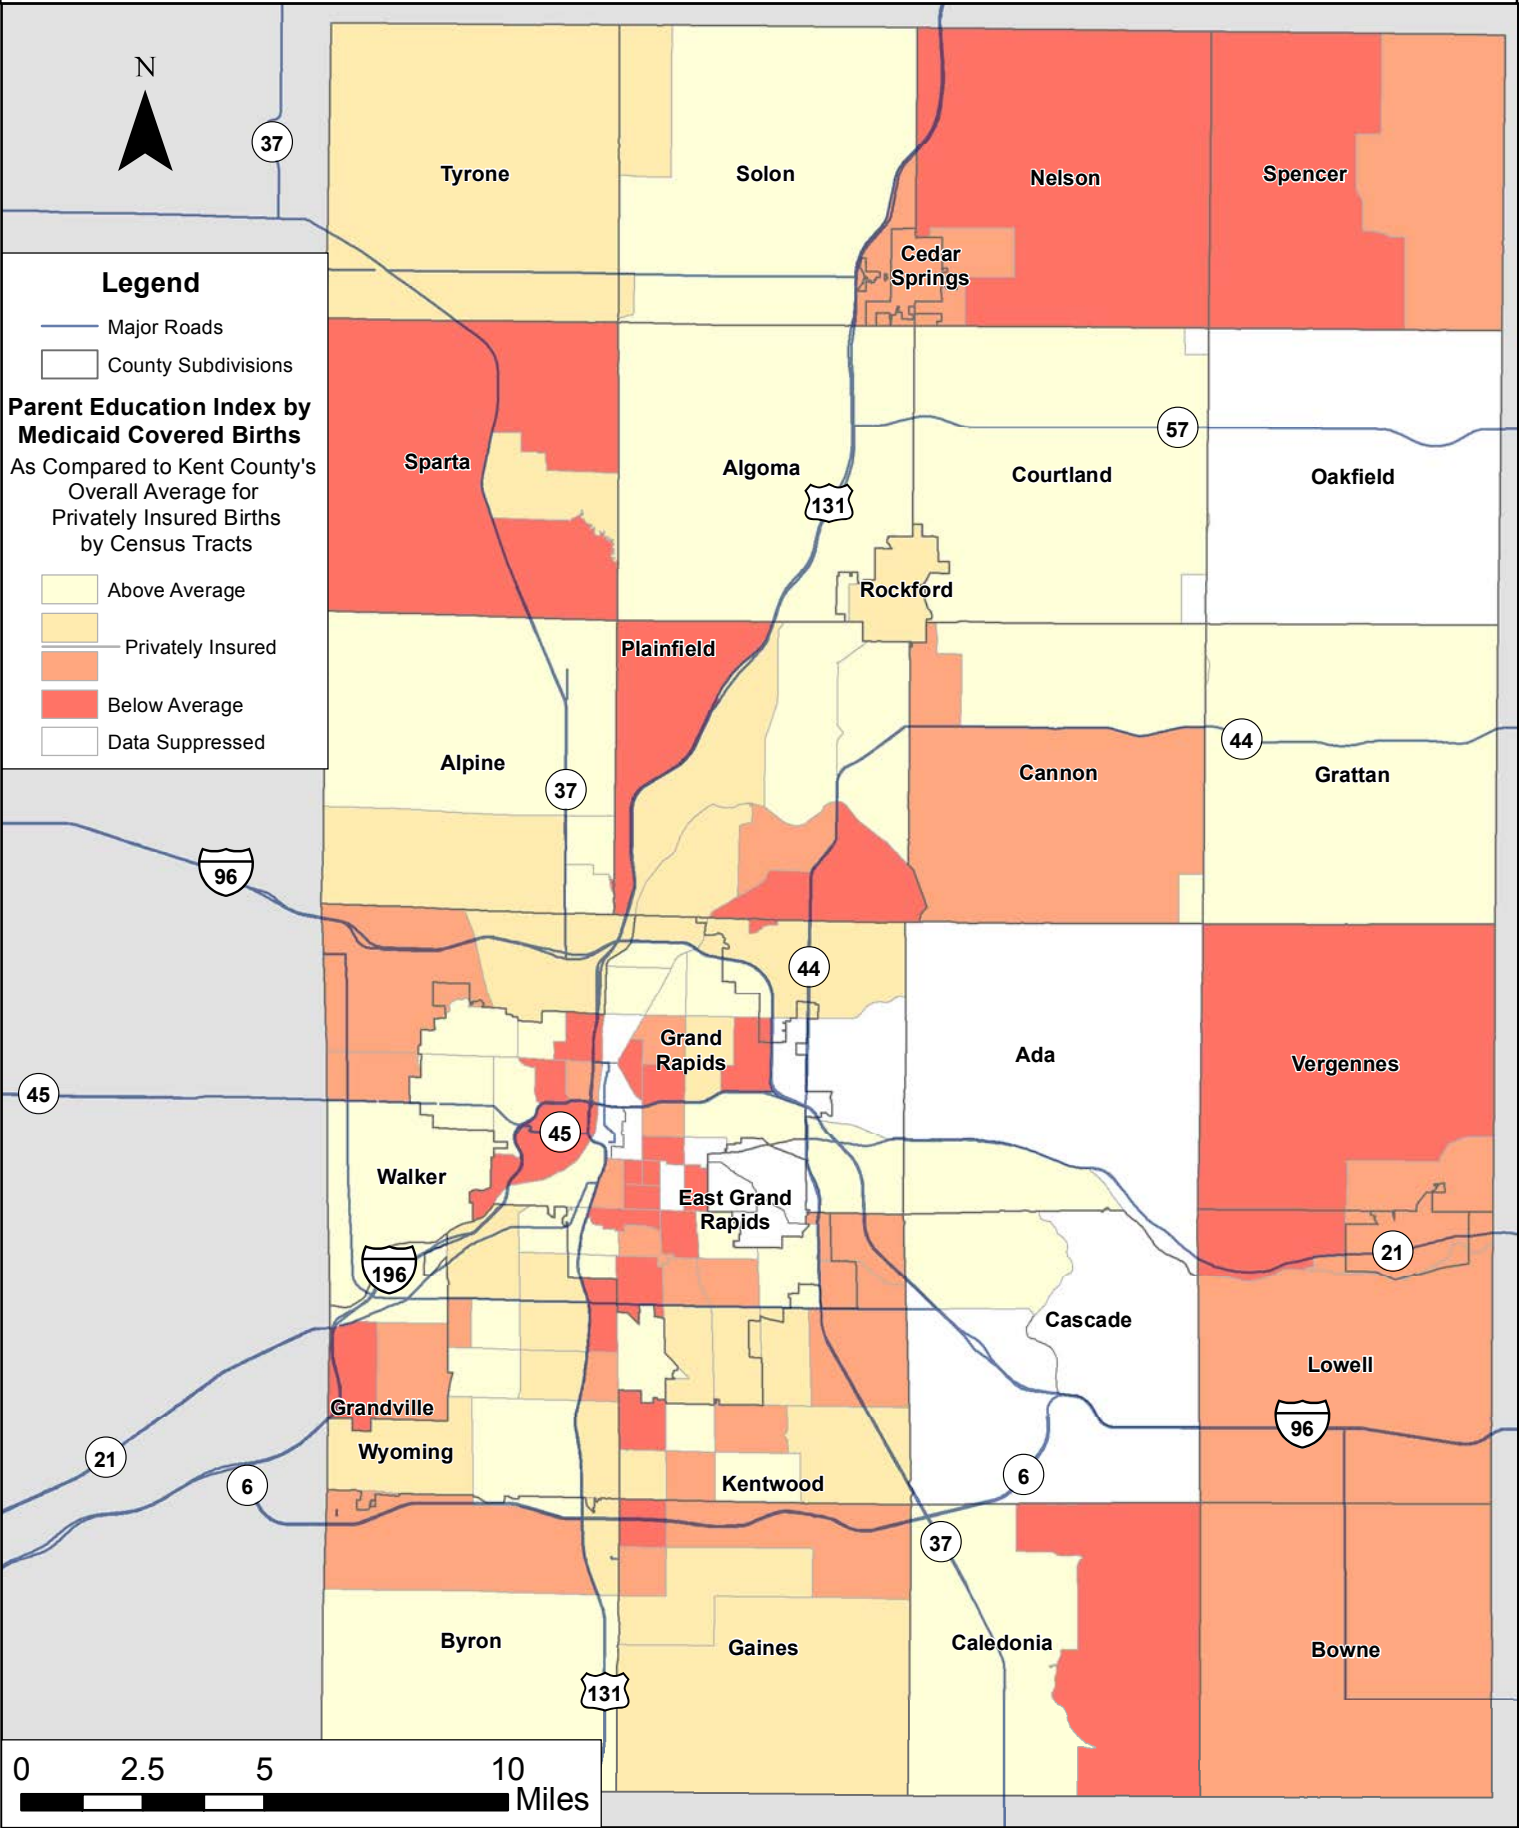 N
37
Tyrone
Solon
Nelson
Spencer
Cedar
Springs
Legend
Major Roads
County Subdivisions
Parent Education Index by
Medicaid Covered Births
As Compared to Kent County's
Overall Average for
Privately Insured Births
by Census Tracts
Above Average
Privately Insured
Below Average
Data Suppressed
57
Sparta
Algoma
Courtland
Oakfield
131
Rockford
Plainfield
44
Alpine
Cannon
Grattan
37
96
44
Grand
Rapids
Ada
Vergennes
45
45
Walker
East Grand
Rapids
21
196
Cascade
Lowell
Grandville
96
Wyoming
21
6
Kentwood
6
37
Byron
Gaines
Caledonia
Bowne
131
0 2.5 5 10
Miles